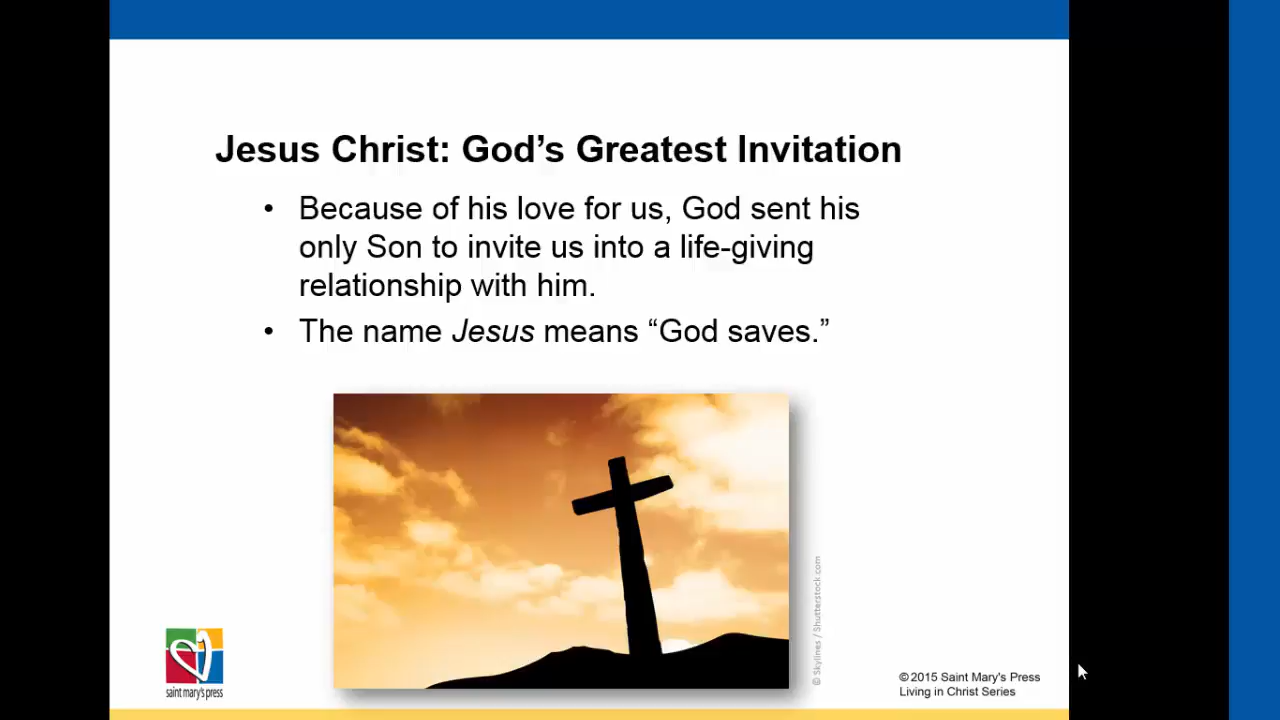 Jesus Christ: God’s Greatest Invitation
• Because of his love for us, God sent his
only Son to invite us into a life-giving
relationship with him.
• The name Jesus means “God saves.”
© Skylines / Shutterstock.com
saint mary's press
© 2015 Saint Mary's Press
Living in Christ Series